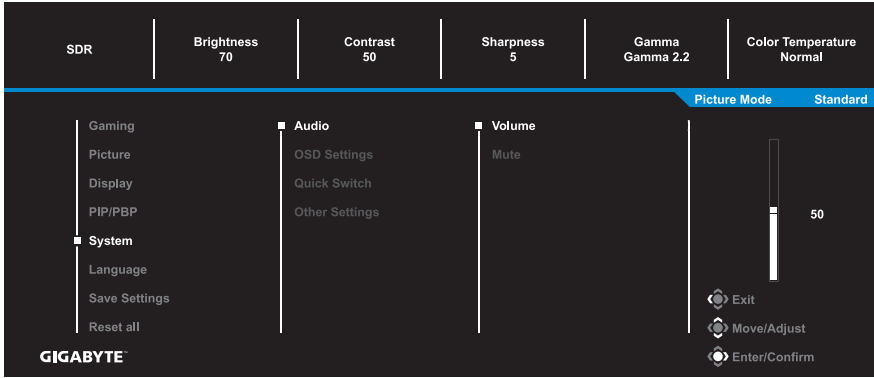 SDR
Brightness
70
Contrast
50
Sharpness
5
Gamma
Gamma 2.2
Color Temperature
Normal
Picture Mode Standard
Gaming
Picture
Display
PIP/PBP
System
Language
Save Settings
Reset all
Audio
OSD Settings
Quick Switch
Other Settings
Volume
Mute
50
Exit
Move/Adjust
Enter/Confirm
GIGABYTE™